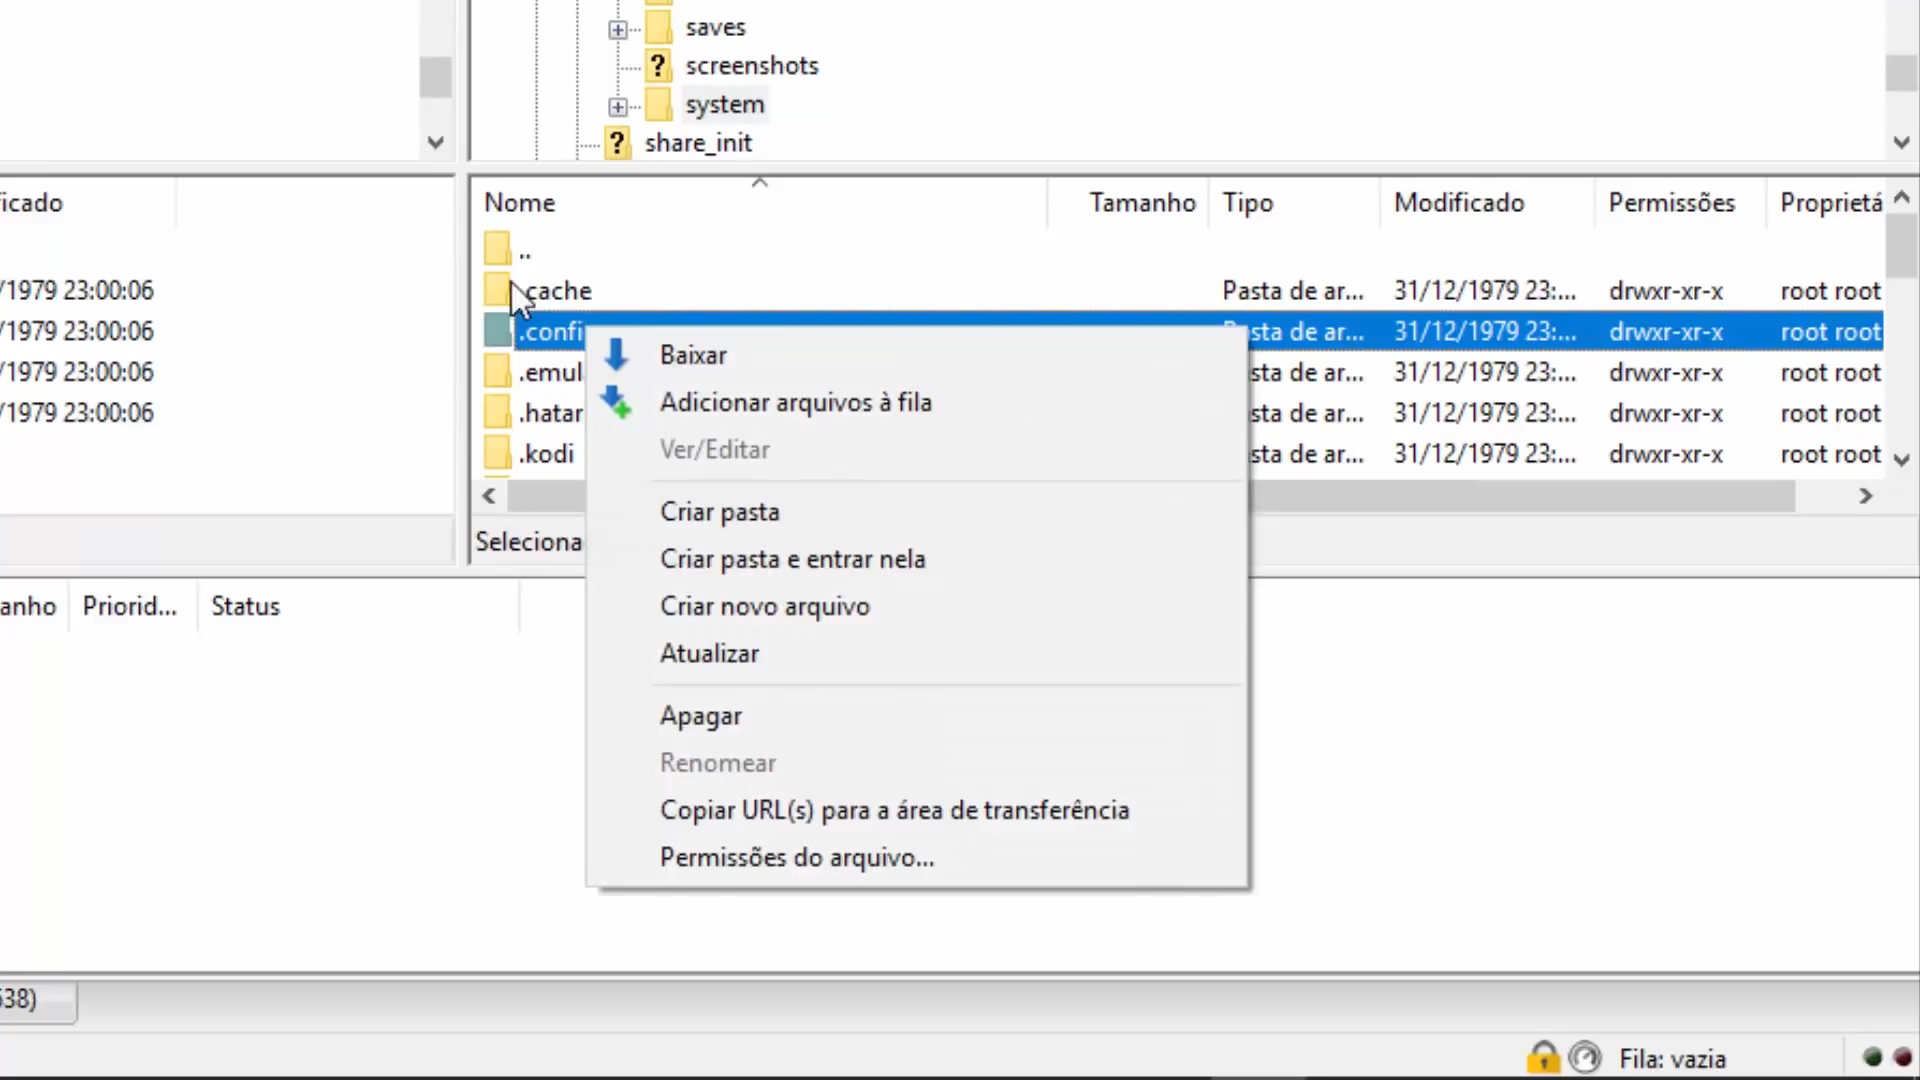 saves
screenshots
system
share_init
icado
Nome Tamanho Tipo Modificado Permissões Proprietá
..
/1979 23:00:06 .cache Pasta de ar... 31/12/1979 23:... drwxr-xr-x root root
/1979 23:00:06 .confi sta de ar... 31/12/1979 23:... drwxr-xr-x root root
/1979 23:00:06 .emul sta de ar... 31/12/1979 23:... drwxr-xr-x root root
/1979 23:00:06 .hatar sta de ar... 31/12/1979 23:... drwxr-xr-x root root
.kodi sta de ar... 31/12/1979 23:... drwxr-xr-x root root
Baixar
Adicionar arquivos à fila
Ver/Editar
Criar pasta
Criar pasta e entrar nela
Criar novo arquivo
Atualizar
Apagar
Renomear
Copiar URL(s) para a área de transferência
Permissões do arquivo...
Seleciona
anho Priorid... Status
538)
Fila: vazia